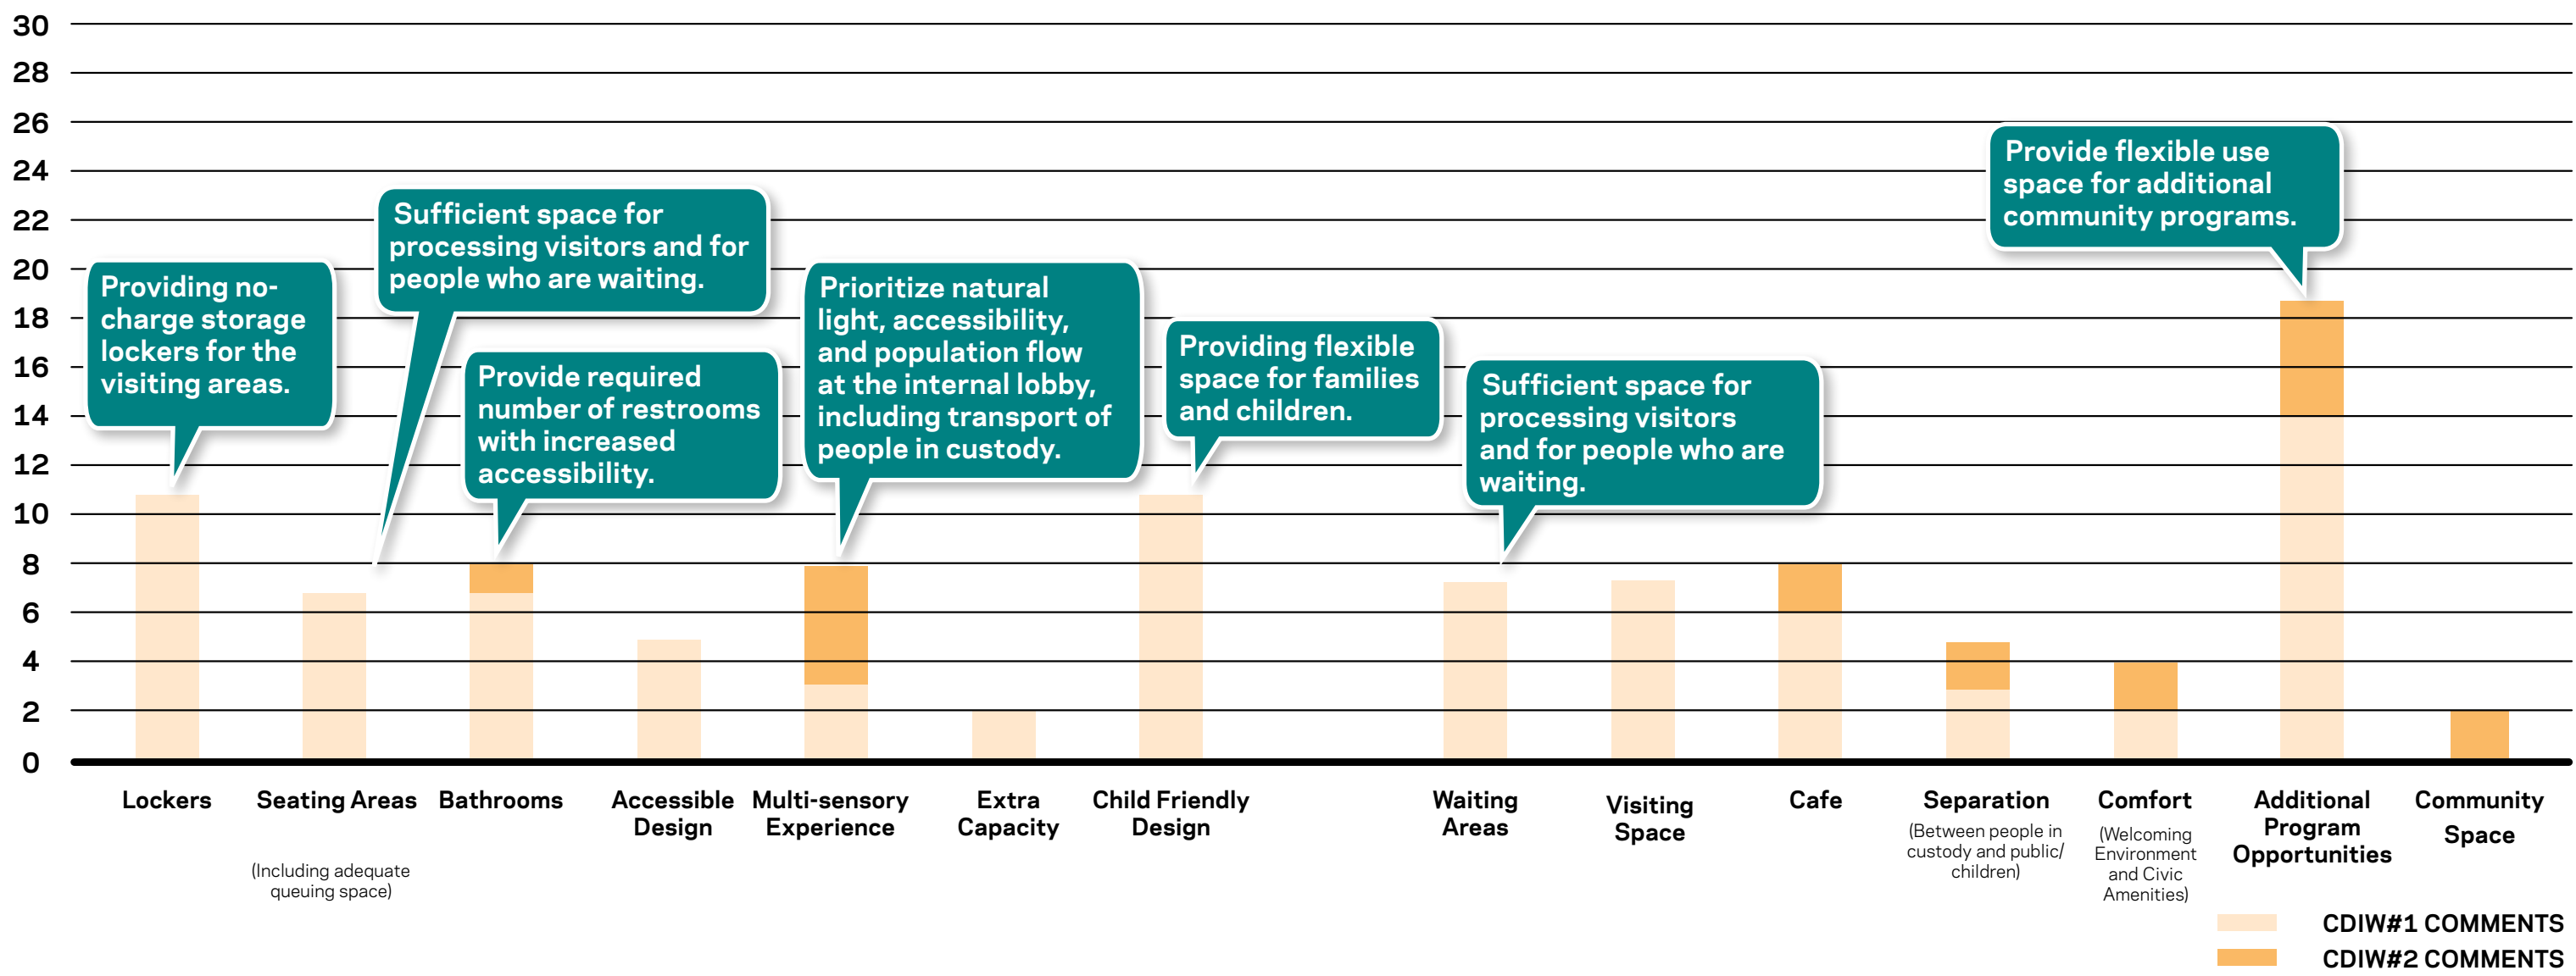 30
28
26
24
22
20
18
16
14
12
10
8
6
4
2
0
Providing no-
charge storage
lockers for the
visiting areas.
Sufficient space for
processing visitors and for
people who are waiting.
Provide required
number of restrooms
with increased
accessibility.
Prioritize natural
light, accessibility,
and population flow
at the internal lobby,
including transport of
people in custody.
Providing flexible
space for families
and children.
Sufficient space for
processing visitors
and for people who are
waiting.
Provide flexible use
space for additional
community programs.
Lockers
Seating Areas
(Including adequate
queuing space)
Bathrooms
Accessible
Design
Multi-sensory
Experience
Extra
Capacity
Child Friendly
Design
Waiting
Areas
Visiting
Space
Cafe
Separation
(Between people in
custody and public/
children)
Comfort
(Welcoming
Environment
and Civic
Amenities)
Additional
Program
Opportunities
Community
Space
CDIW#1 COMMENTS
CDIW#2 COMMENTS